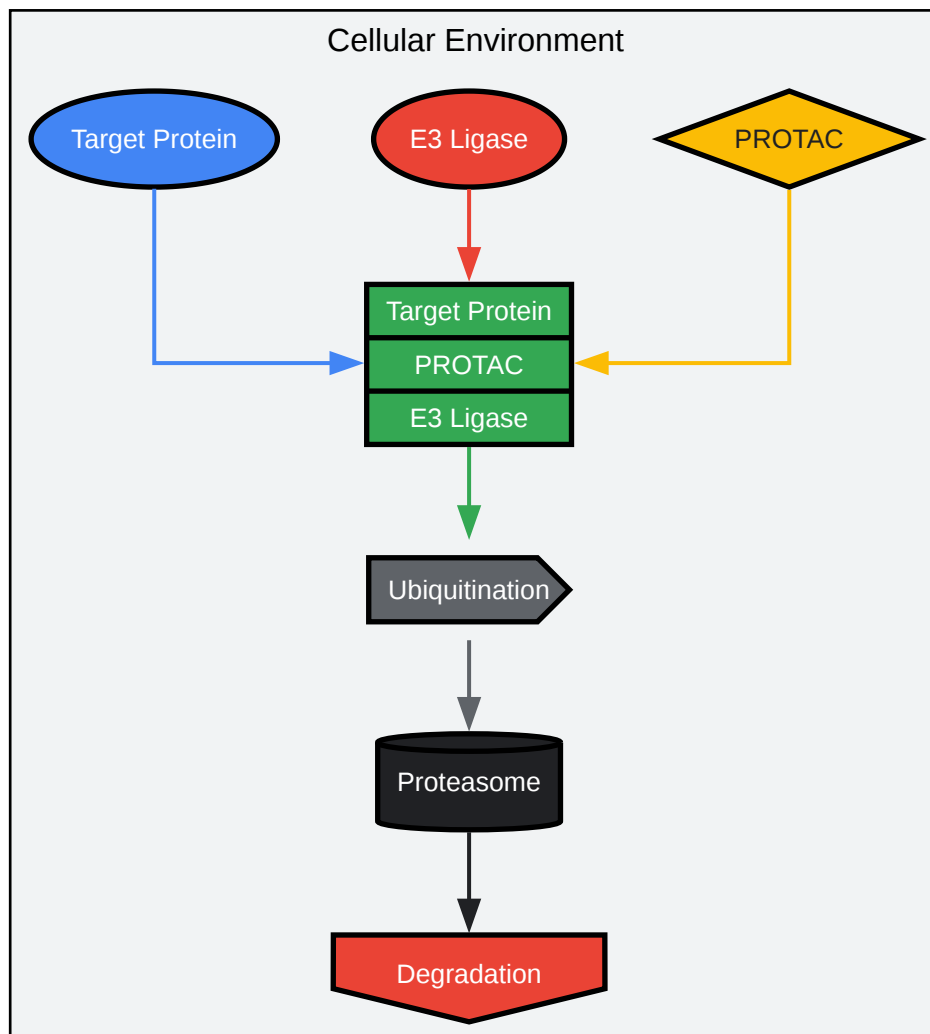 Cellular Environment
Target Protein
E3 Ligase
PROTAC
Target Protein
PROTAC
E3 Ligase
Ubiquitination
Proteasome
Degradation